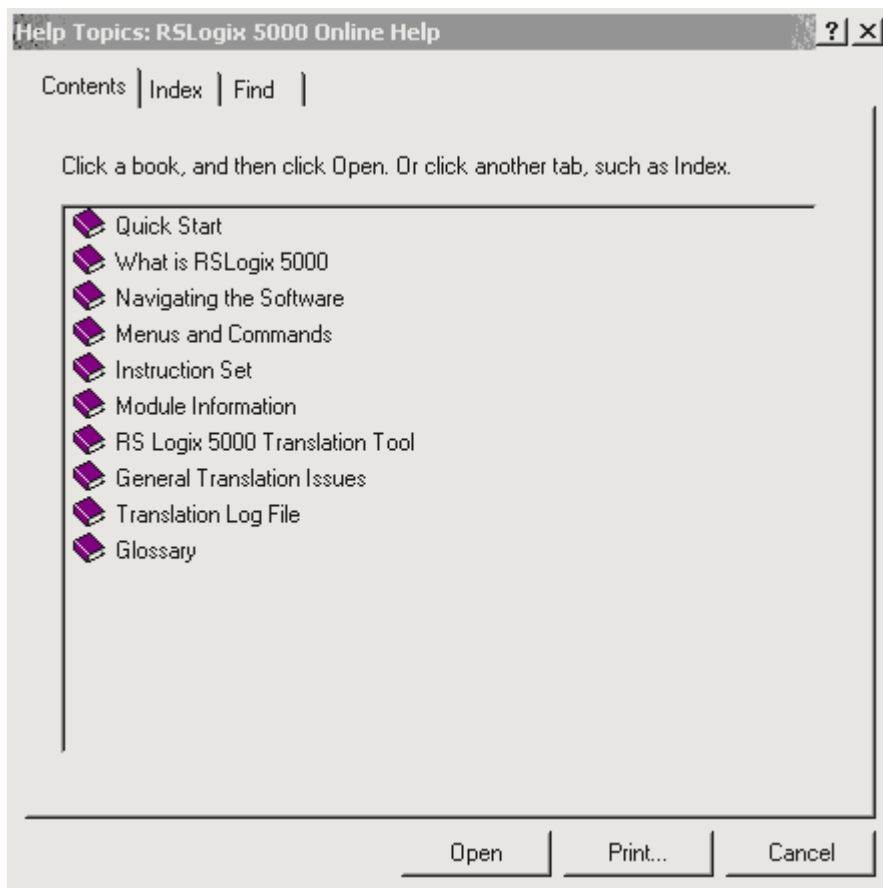 Help Topics: RSLogix 5000 Online Help
Contents Index Find
Click a book, and then click Open. Or click another tab, such as Index.
Quick Start
What is RSLogix 5000
Navigating the Software
Menus and Commands
Instruction Set
Module Information
RS Logix 5000 Translation Tool
General Translation Issues
Translation Log File
Glossary
Open Print... Cancel